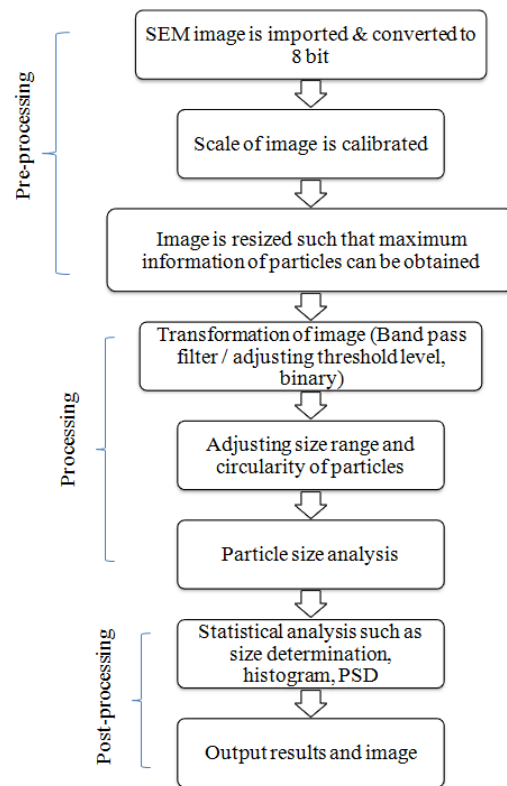 SEM image is imported & converted to
8 bit
Scale of image is calibrated
Pre-processing
Image is resized such that maximum
information of particles can be obtained
Transformation of image (Band pass
filter / adjusting threshold level,
binary)
Adjusting size range and
circularity of particles
Processing
Particle size analysis
Statistical analysis such as
size determination,
histogram, PSD
Post-processing
Output results and image